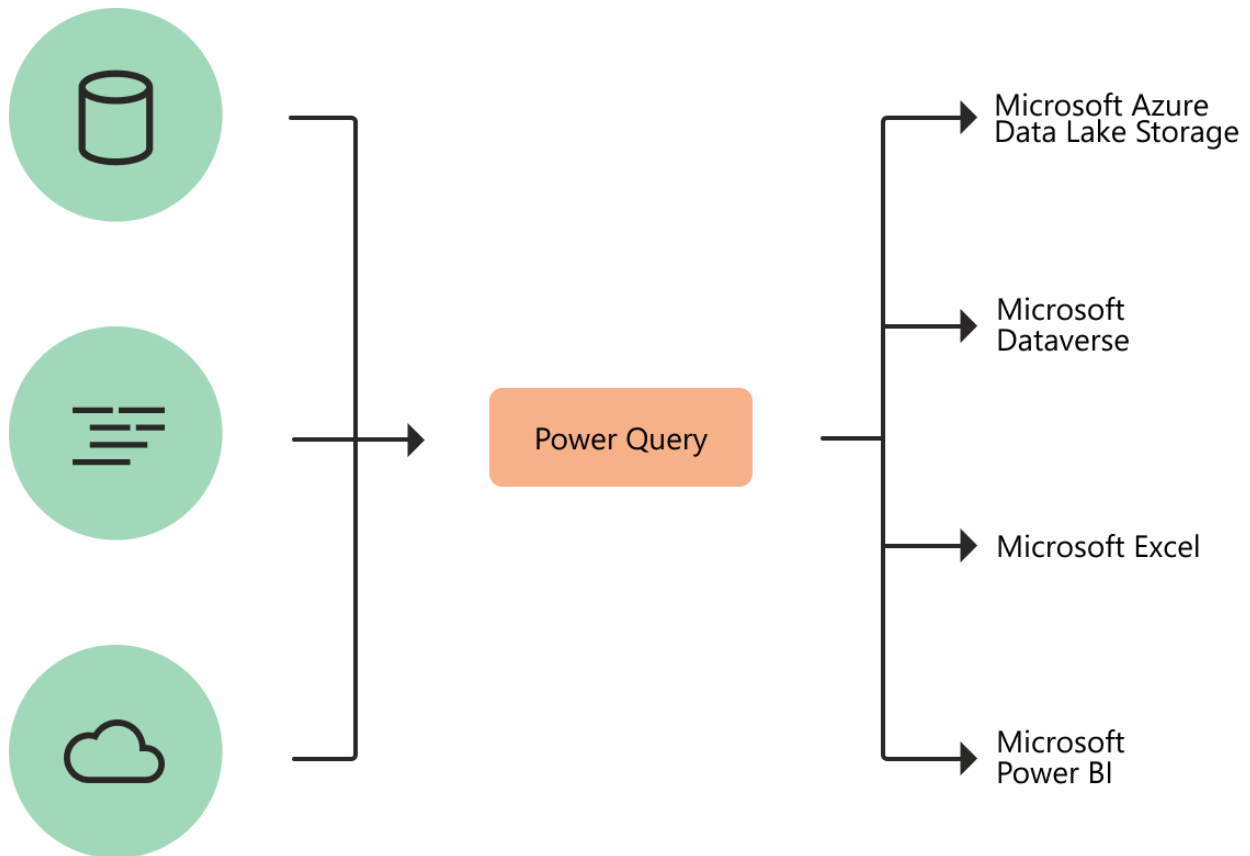 Microsoft Azure
Data Lake Storage
Microsoft
Dataverse
Power Query
Microsoft Excel
Microsoft
Power BI